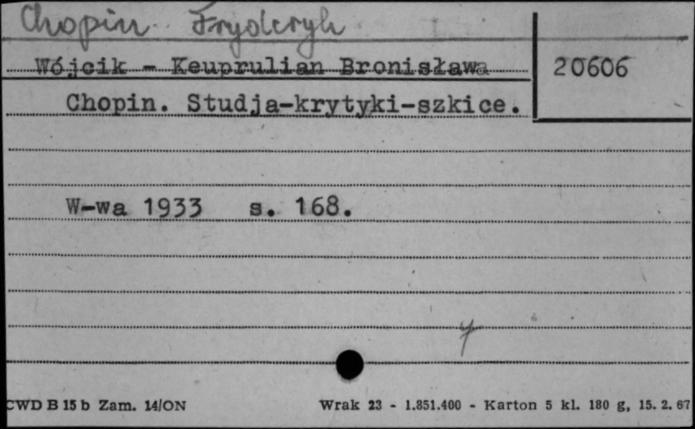 Chopin Fryderyk
Wójcik - Keuprulian Bronisława
20606
Chopin. Studja-krytyki-szkice.
W-wa 1933 s. 168.
CWD B 15 b Zam. 14/ON
Wrak 23 - 1.851.400 - Karton 5 kl. 180 g, 15. 2. 67